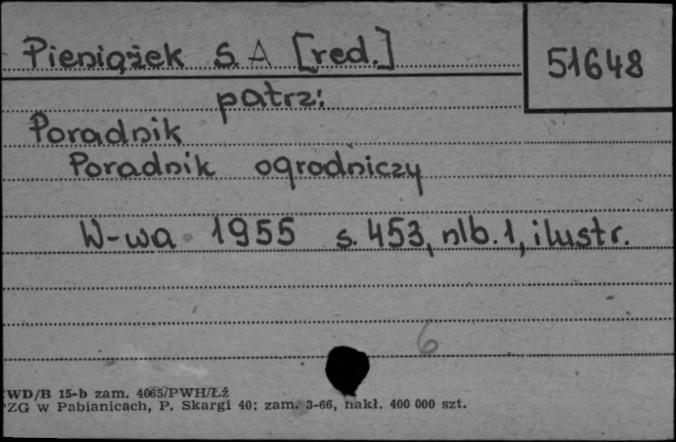 Pieniążek S. A [red.]
51648
patrz:
Poradnik
Poradnik ogrodniczy
W-wa 1955 s. 453, nlb. 1, ilustr.
6
WD/B 15-b zam. 4065/PWH/Łź
ZG w Pabianicach, P. Skargi 40; zam. 3-66, nakł. 400 000 szt.